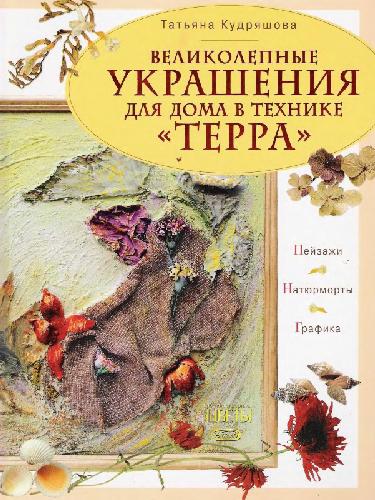 Татьяна Кудряшова
ВЕЛИКОЛЕПНЫЕ
УКРАШЕНИЯ
ДЛЯ ДОМА В ТЕХНИКЕ
«ТЕРРА»
Пейзажи
Натюрморты
Графика